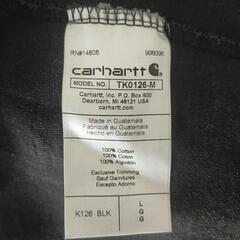 RN#14806 906096
carhartt
MODEL NO. TK0126-M
Carhartt, Inc. P.O. Box 600
Dearborn, MI 48121 USA
carhartt.com
Made in Guatemala
Fabriqué au Guatemala
Hecho en Guatemala
100% Cotton
100% Coton
100% Algodón
Exclusive Trimming
Sauf Garnitures
Excepto Adorno
K126 BLK
L
G
G